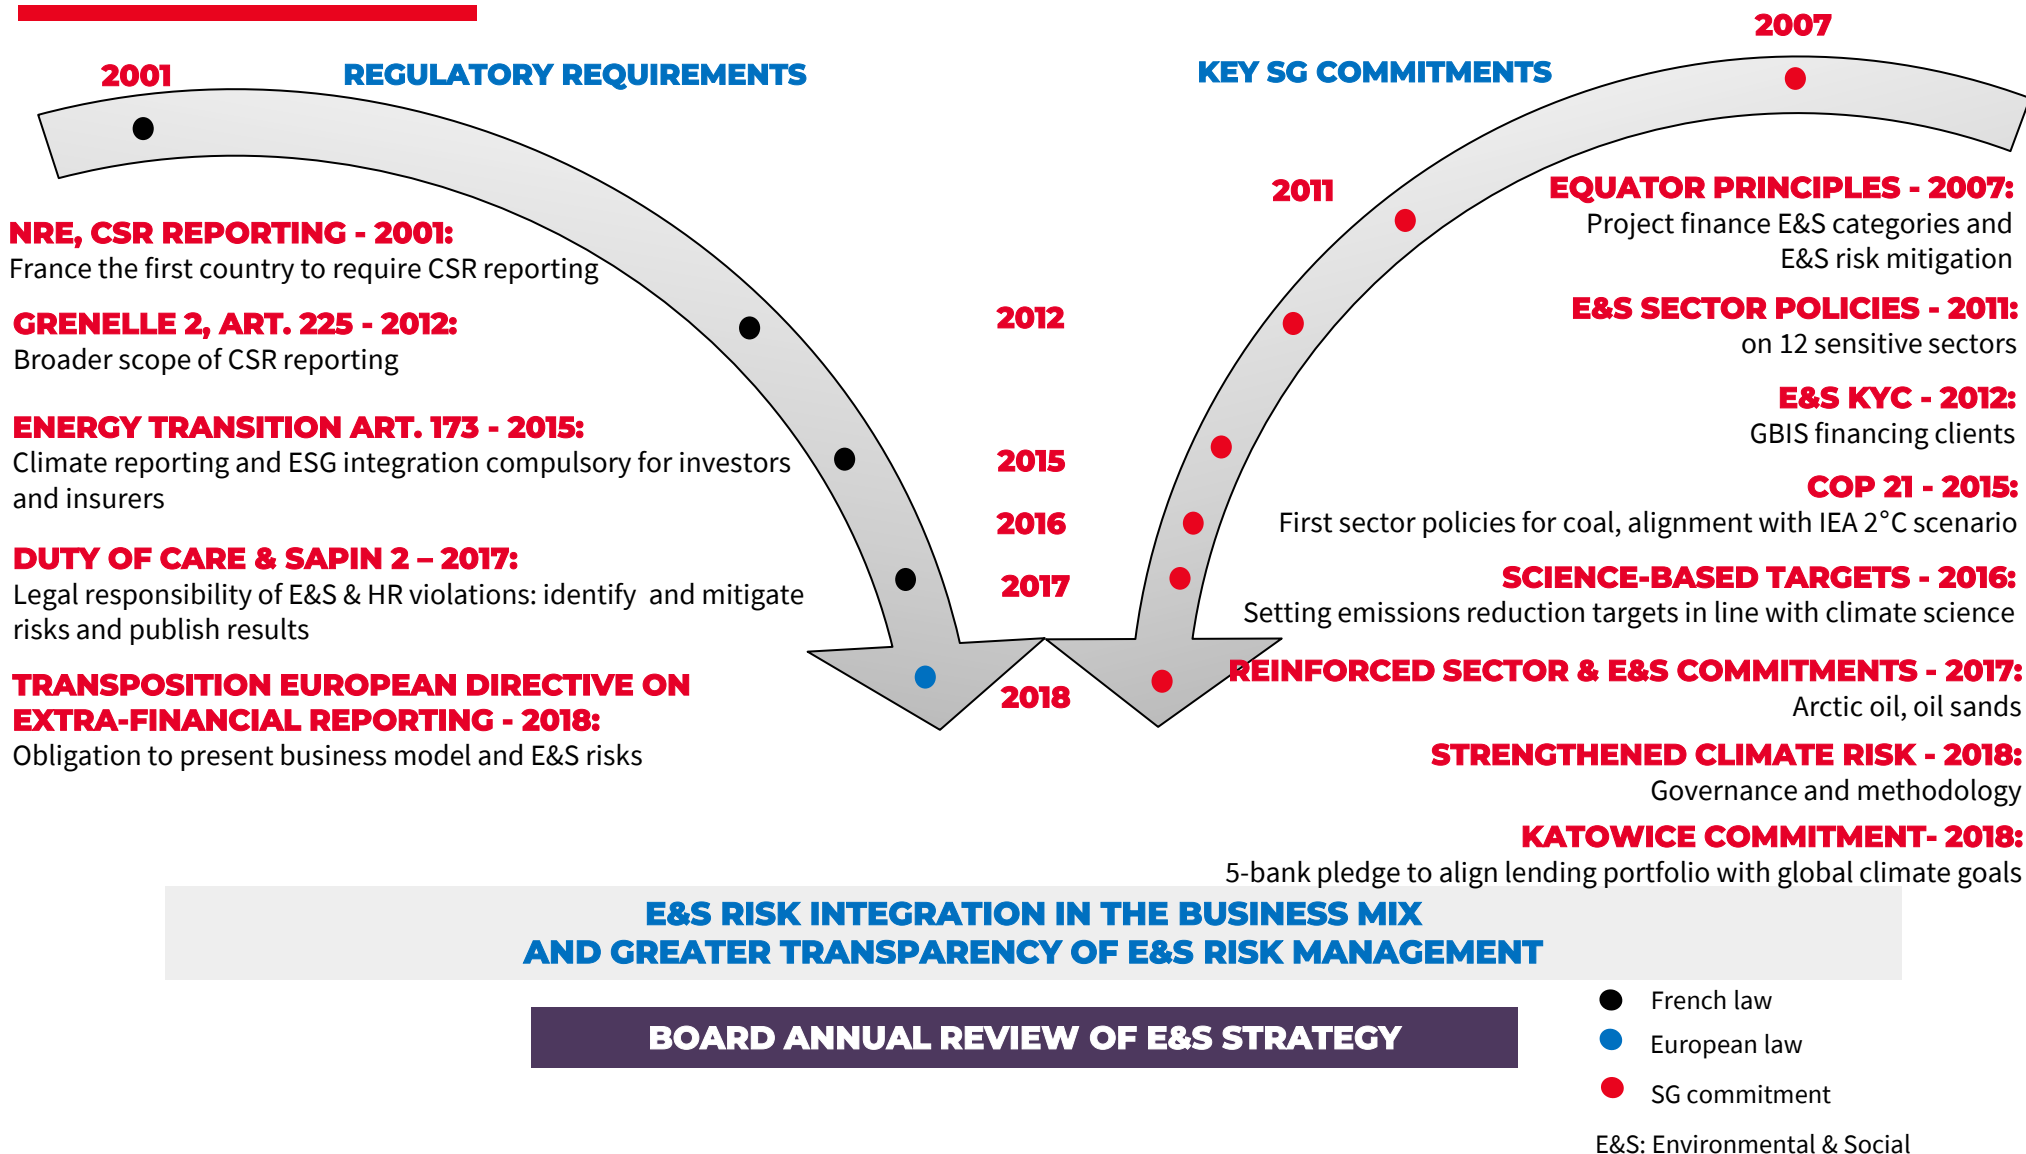 2001
REGULATORY REQUIREMENTS
NRE, CSR REPORTING - 2001:
France the first country to require CSR reporting
GRENELLE 2, ART. 225 - 2012:
Broader scope of CSR reporting
ENERGY TRANSITION ART. 173 - 2015:
Climate reporting and ESG integration compulsory for investors
and insurers
DUTY OF CARE & SAPIN 2 – 2017:
Legal responsibility of E&S & HR violations: identify and mitigate
risks and publish results
TRANSPOSITION EUROPEAN DIRECTIVE ON
EXTRA-FINANCIAL REPORTING - 2018:
Obligation to present business model and E&S risks
2012
2015
2016
2017
2018
2007
KEY SG COMMITMENTS
2011
EQUATOR PRINCIPLES - 2007:
Project finance E&S categories and
E&S risk mitigation
E&S SECTOR POLICIES - 2011:
on 12 sensitive sectors
E&S KYC - 2012:
GBIS financing clients
COP 21 - 2015:
First sector policies for coal, alignment with IEA 2°C scenario
SCIENCE-BASED TARGETS - 2016:
Setting emissions reduction targets in line with climate science
REINFORCED SECTOR & E&S COMMITMENTS - 2017:
Arctic oil, oil sands
STRENGTHENED CLIMATE RISK - 2018:
Governance and methodology
KATOWICE COMMITMENT- 2018:
5-bank pledge to align lending portfolio with global climate goals
E&S RISK INTEGRATION IN THE BUSINESS MIX
AND GREATER TRANSPARENCY OF E&S RISK MANAGEMENT
BOARD ANNUAL REVIEW OF E&S STRATEGY
French law
European law
SG commitment
E&S: Environmental & Social